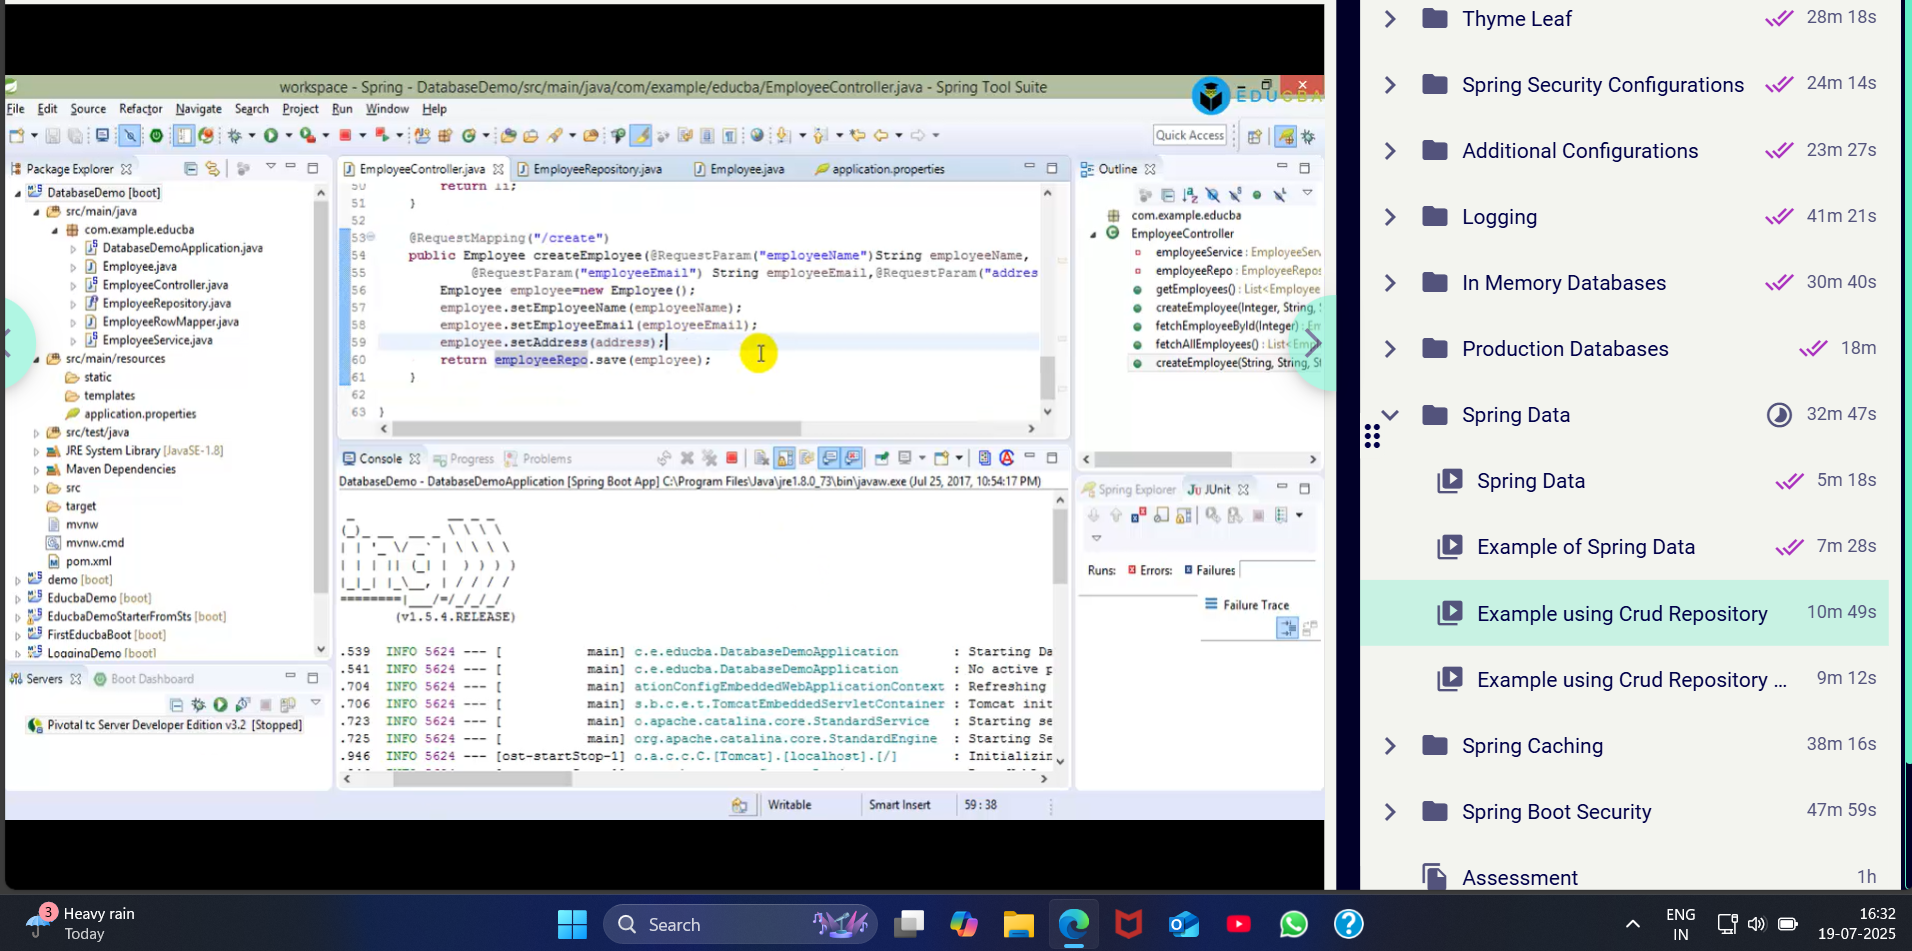 workspace - Spring - DatabaseDemo/src/main/java/com/example/educba/EmployeeController.java - Spring Tool Suite
EDUCBA
File Edit Source Refactor Navigate Search Project Run Window Help
Quick Access
Package Explorer
DatabaseDemo [boot]
src/main/java
com.example.educba
DatabaseDemoApplication.java
Employee.java
EmployeeController.java
EmployeeRepository.java
EmployeeRowMapper.java
EmployeeService.java
src/main/resources
static
templates
application.properties
src/test/java
JRE System Library [JavaSE-1.8]
Maven Dependencies
src
target
mvnw
mvnw.cmd
pom.xml
demo [boot]
EducbaDemo [boot]
EducbaDemoStarterFromSts [boot]
FirstEducbaBoot [boot]
LoggingDemo [boot]
Servers Boot Dashboard
Pivotal tc Server Developer Edition v3.2 [Stopped]
EmployeeController.java EmployeeRepository.java Employee.java application.properties
50 return li;
51 }
52
53 @RequestMapping("/create")
54 public Employee createEmployee(@RequestParam("employeeName")String employeeName,
55 @RequestParam("employeeEmail") String employeeEmail,@RequestParam("addres
56 Employee employee=new Employee();
57 employee.setEmployeeName(employeeName);
58 employee.setEmployeeEmail(employeeEmail);
59 employee.setAddress(address);
60 return employeeRepo.save(employee);
61 }
62
63 }
Console Progress Problems
DatabaseDemo - DatabaseDemoApplication [Spring Boot App] C:\Program Files\Java\jre1.8.0_73\bin\javaw.exe (Jul 25, 2017, 10:54:17 PM)
(v1.5.4.RELEASE)
.539 INFO 5624 --- [ main] c.e.educba.DatabaseDemoApplication : Starting Da
.541 INFO 5624 --- [ main] c.e.educba.DatabaseDemoApplication : No active p
.704 INFO 5624 --- [ main] ationConfigEmbeddedWebApplicationContext : Refreshing
.706 INFO 5624 --- [ main] s.b.c.e.t.TomcatEmbeddedServletContainer : Tomcat init
.723 INFO 5624 --- [ main] o.apache.catalina.core.StandardService : Starting se
.725 INFO 5624 --- [ main] org.apache.catalina.core.StandardEngine : Starting Se
.946 INFO 5624 --- [ost-startStop-1] o.a.c.c.C.[Tomcat].[localhost].[/] : Initializin
Writable Smart Insert 59 : 38
Outline
com.example.educba
EmployeeController
employeeService : EmployeeServ
employeeRepo : EmployeeRepos
getEmployees() : List<Employee
createEmployee(Integer, String, S
fetchEmployeeById(Integer) : Em
fetchAllEmployees() : List<Emp
createEmployee(String, String, S
Spring Explorer JUnit
Runs: Errors: Failures
Failure Trace
Thyme Leaf 28m 18s
Spring Security Configurations 24m 14s
Additional Configurations 23m 27s
Logging 41m 21s
In Memory Databases 30m 40s
Production Databases 18m
Spring Data 32m 47s
Spring Data 5m 18s
Example of Spring Data 7m 28s
Example using Crud Repository 10m 49s
Example using Crud Repository ... 9m 12s
Spring Caching 38m 16s
Spring Boot Security 47m 59s
Assessment 1h
3 Heavy rain
Today
Search
ENG
IN
16:32
19-07-2025